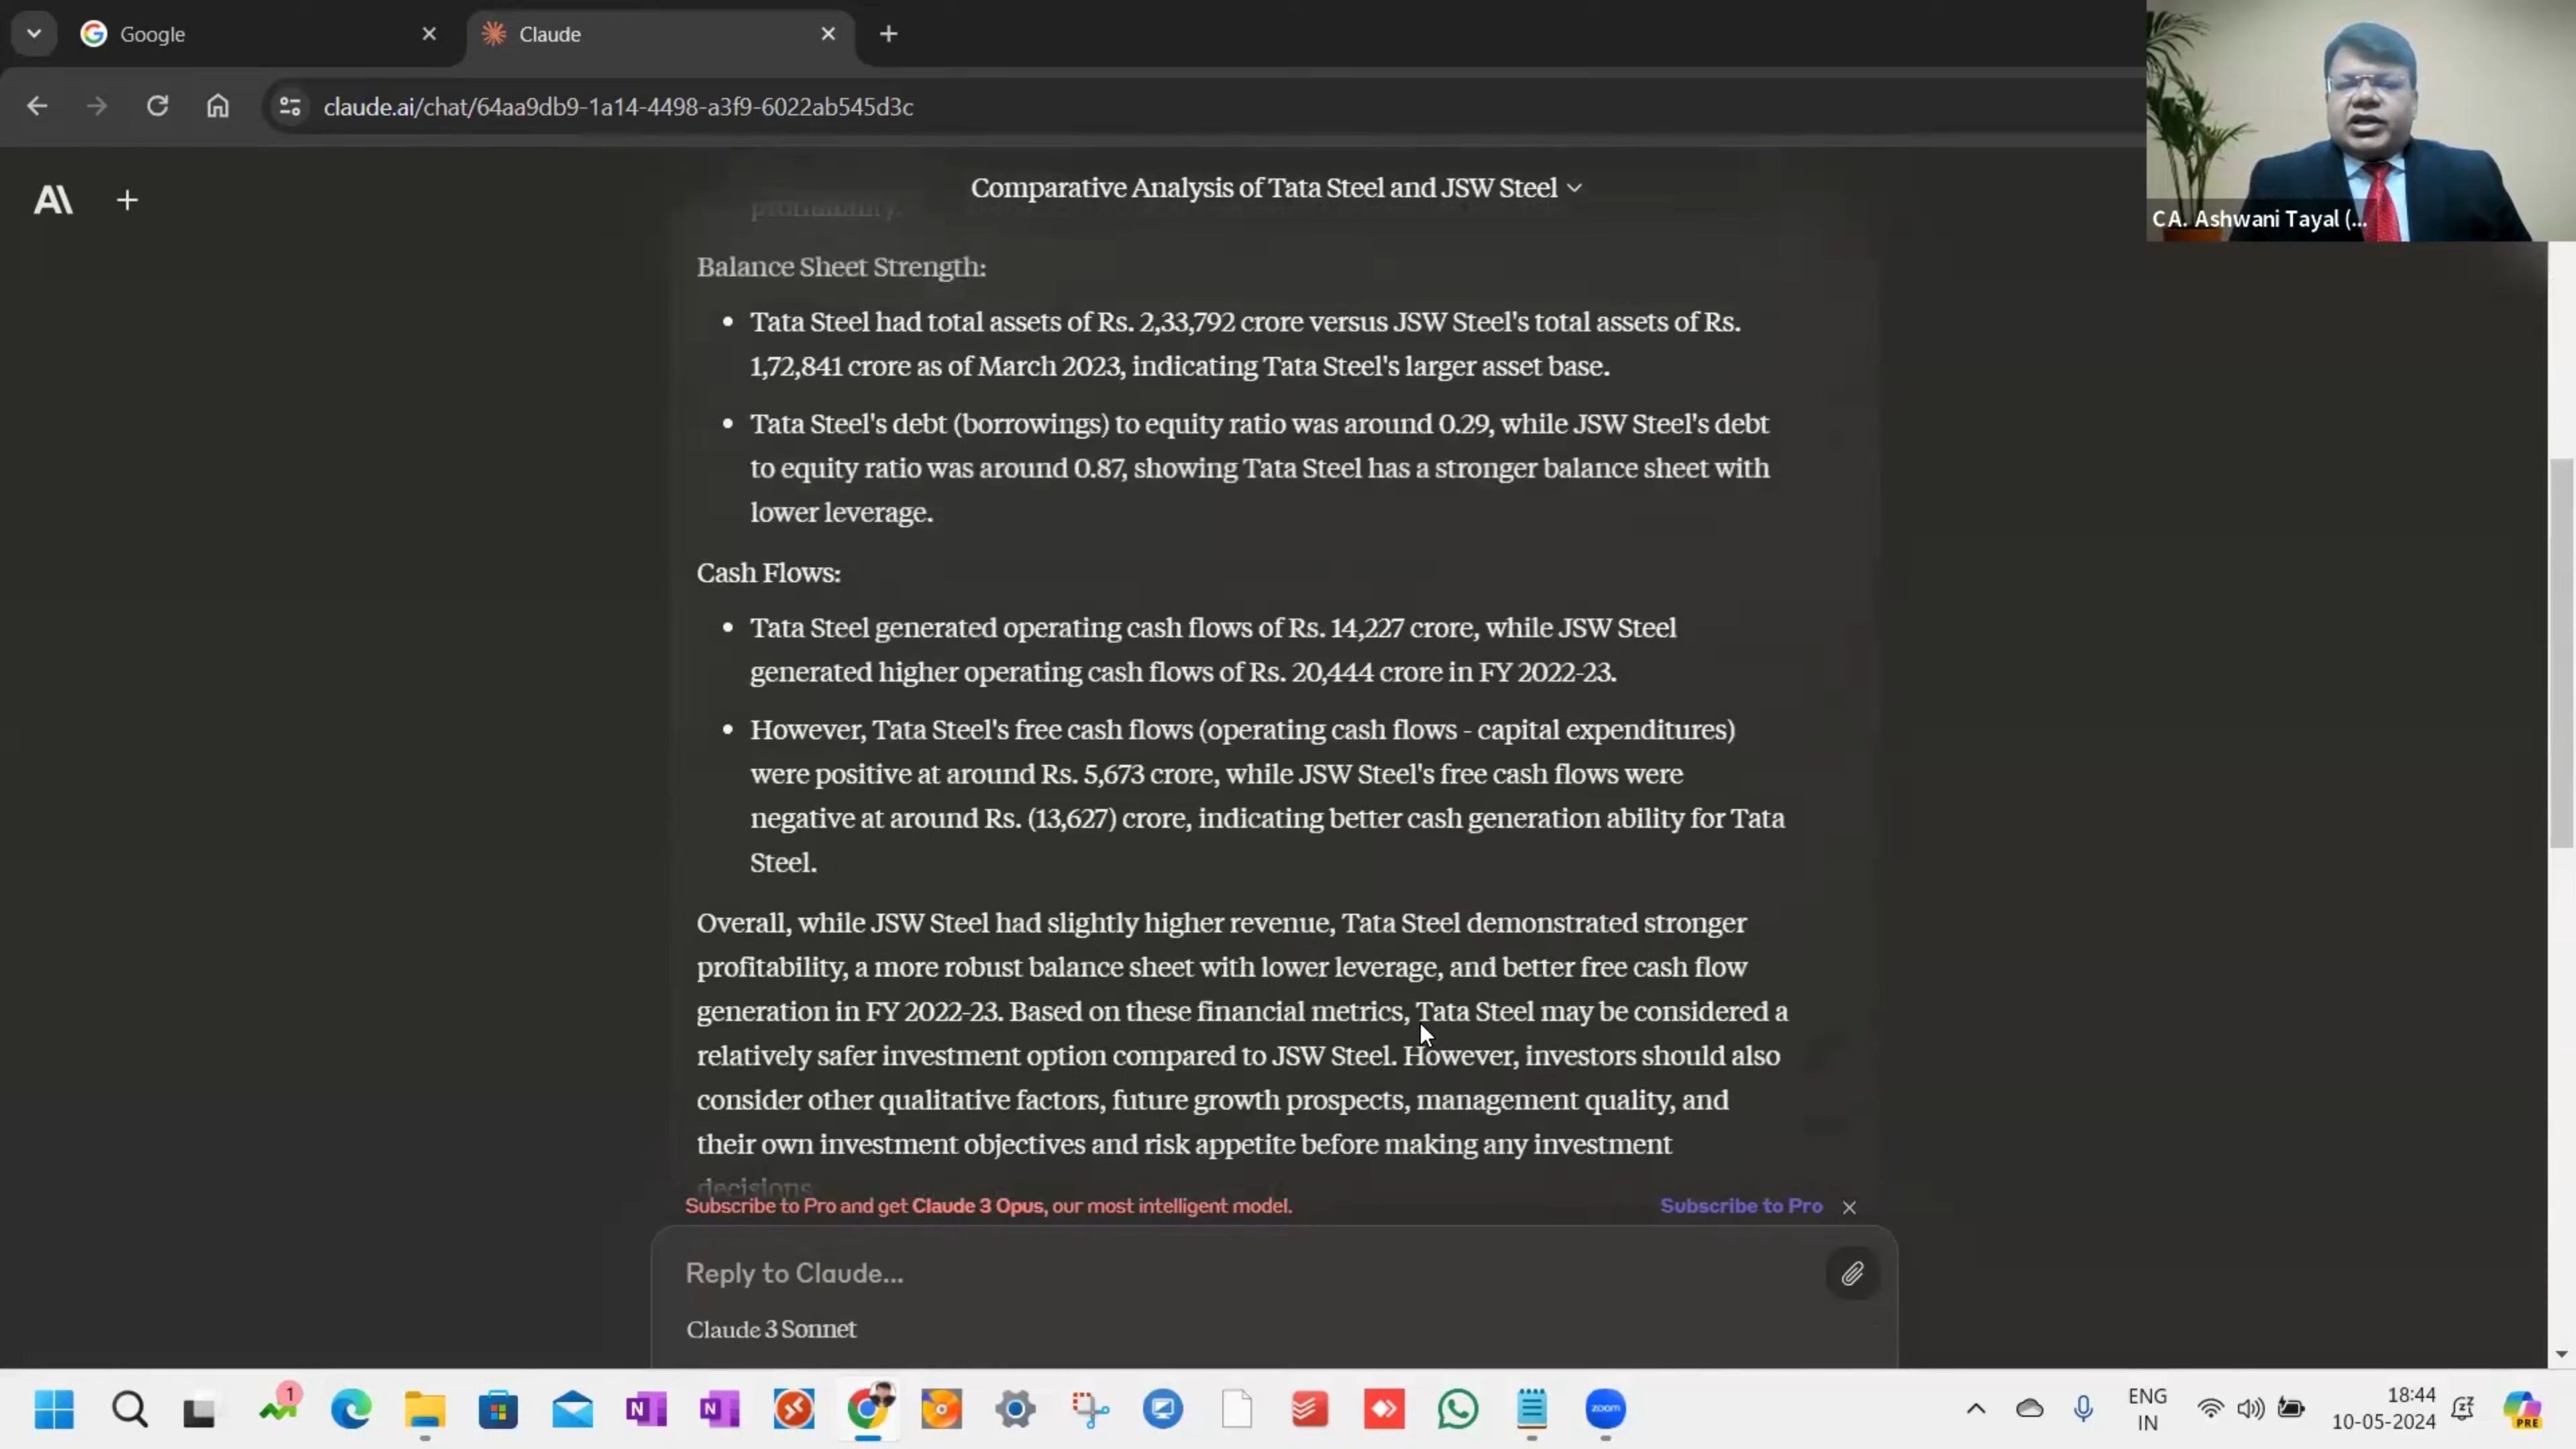 Google
Claude
claude.ai/chat/64aa9db9-1a14-4498-a3f9-6022ab545d3c
CA. Ashwani Tayal (...
A\
Comparative Analysis of Tata Steel and JSW Steel
profitability.
Balance Sheet Strength:
• Tata Steel had total assets of Rs. 2,33,792 crore versus JSW Steel's total assets of Rs.
1,72,841 crore as of March 2023, indicating Tata Steel's larger asset base.
• Tata Steel's debt (borrowings) to equity ratio was around 0.29, while JSW Steel's debt
to equity ratio was around 0.87, showing Tata Steel has a stronger balance sheet with
lower leverage.
Cash Flows:
• Tata Steel generated operating cash flows of Rs. 14,227 crore, while JSW Steel
generated higher operating cash flows of Rs. 20,444 crore in FY 2022-23.
• However, Tata Steel's free cash flows (operating cash flows - capital expenditures)
were positive at around Rs. 5,673 crore, while JSW Steel's free cash flows were
negative at around Rs. (13,627) crore, indicating better cash generation ability for Tata
Steel.
Overall, while JSW Steel had slightly higher revenue, Tata Steel demonstrated stronger
profitability, a more robust balance sheet with lower leverage, and better free cash flow
generation in FY 2022-23. Based on these financial metrics, Tata Steel may be considered a
relatively safer investment option compared to JSW Steel. However, investors should also
consider other qualitative factors, future growth prospects, management quality, and
their own investment objectives and risk appetite before making any investment
decisions
Subscribe to Pro and get Claude 3 Opus, our most intelligent model.
Subscribe to Pro
Reply to Claude...
Claude 3 Sonnet
1
N
N
zoom
ENG
IN
18:44
10-05-2024
PRE